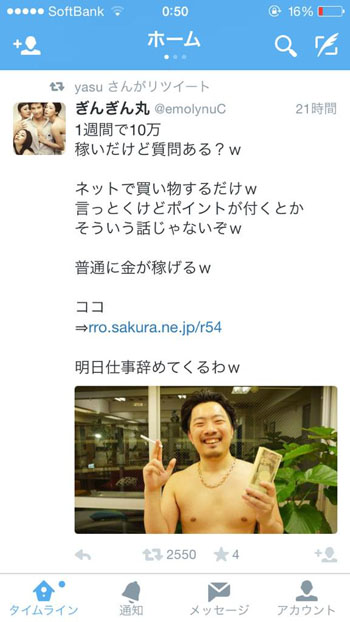 SoftBank 0:50 16%
ホーム
yasu さんがリツイート
ぎんぎん丸 @emolynuC 21時間
1週間で10万
稼いだけど質問ある？w
ネットで買い物するだけw
言っとくけどポイントが付くとか
そういう話じゃないぞw
普通に金が稼げるw
ココ
⇒rro.sakura.ne.jp/r54
明日仕事辞めてくるわw
2550 4
タイムライン 通知 メッセージ アカウント